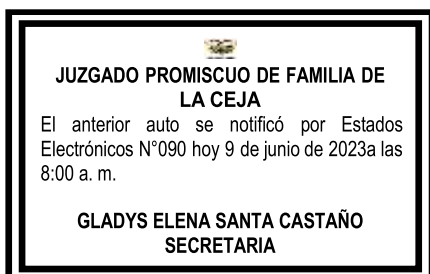 JUZGADO PROMISCUO DE FAMILIA DE
LA CEJA
El anterior auto se notificó por Estados
Electrónicos N°090 hoy 9 de junio de 2023a las
8:00 a. m.
GLADYS ELENA SANTA CASTAÑO
SECRETARIA